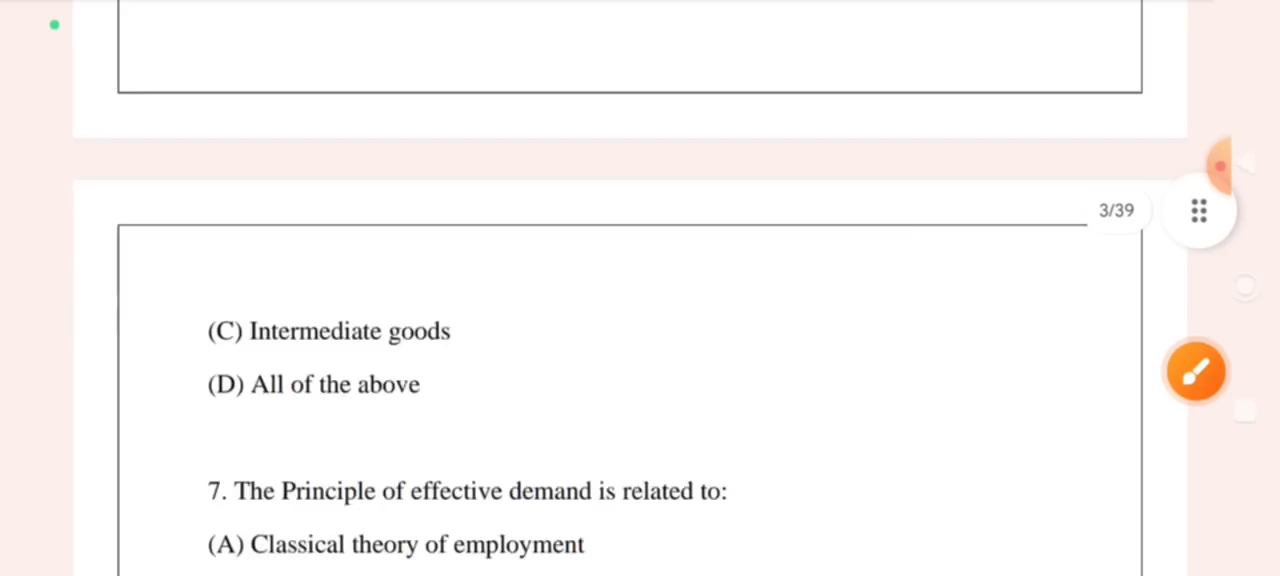 3/39
(C) Intermediate goods
(D) All of the above
7. The Principle of effective demand is related to:
(A) Classical theory of employment